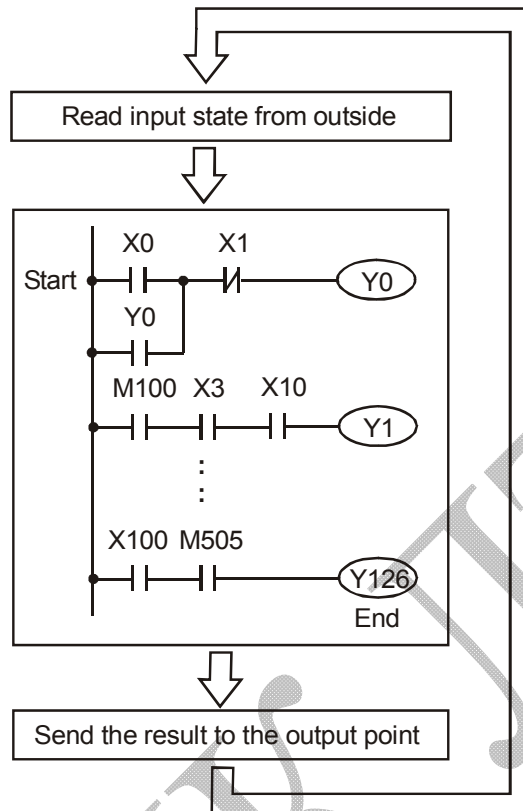 Read input state from outside
X0 X1
Start Y0
Y0
M100 X3 X10
Y1
X100 M505
Y126
End
Send the result to the output point